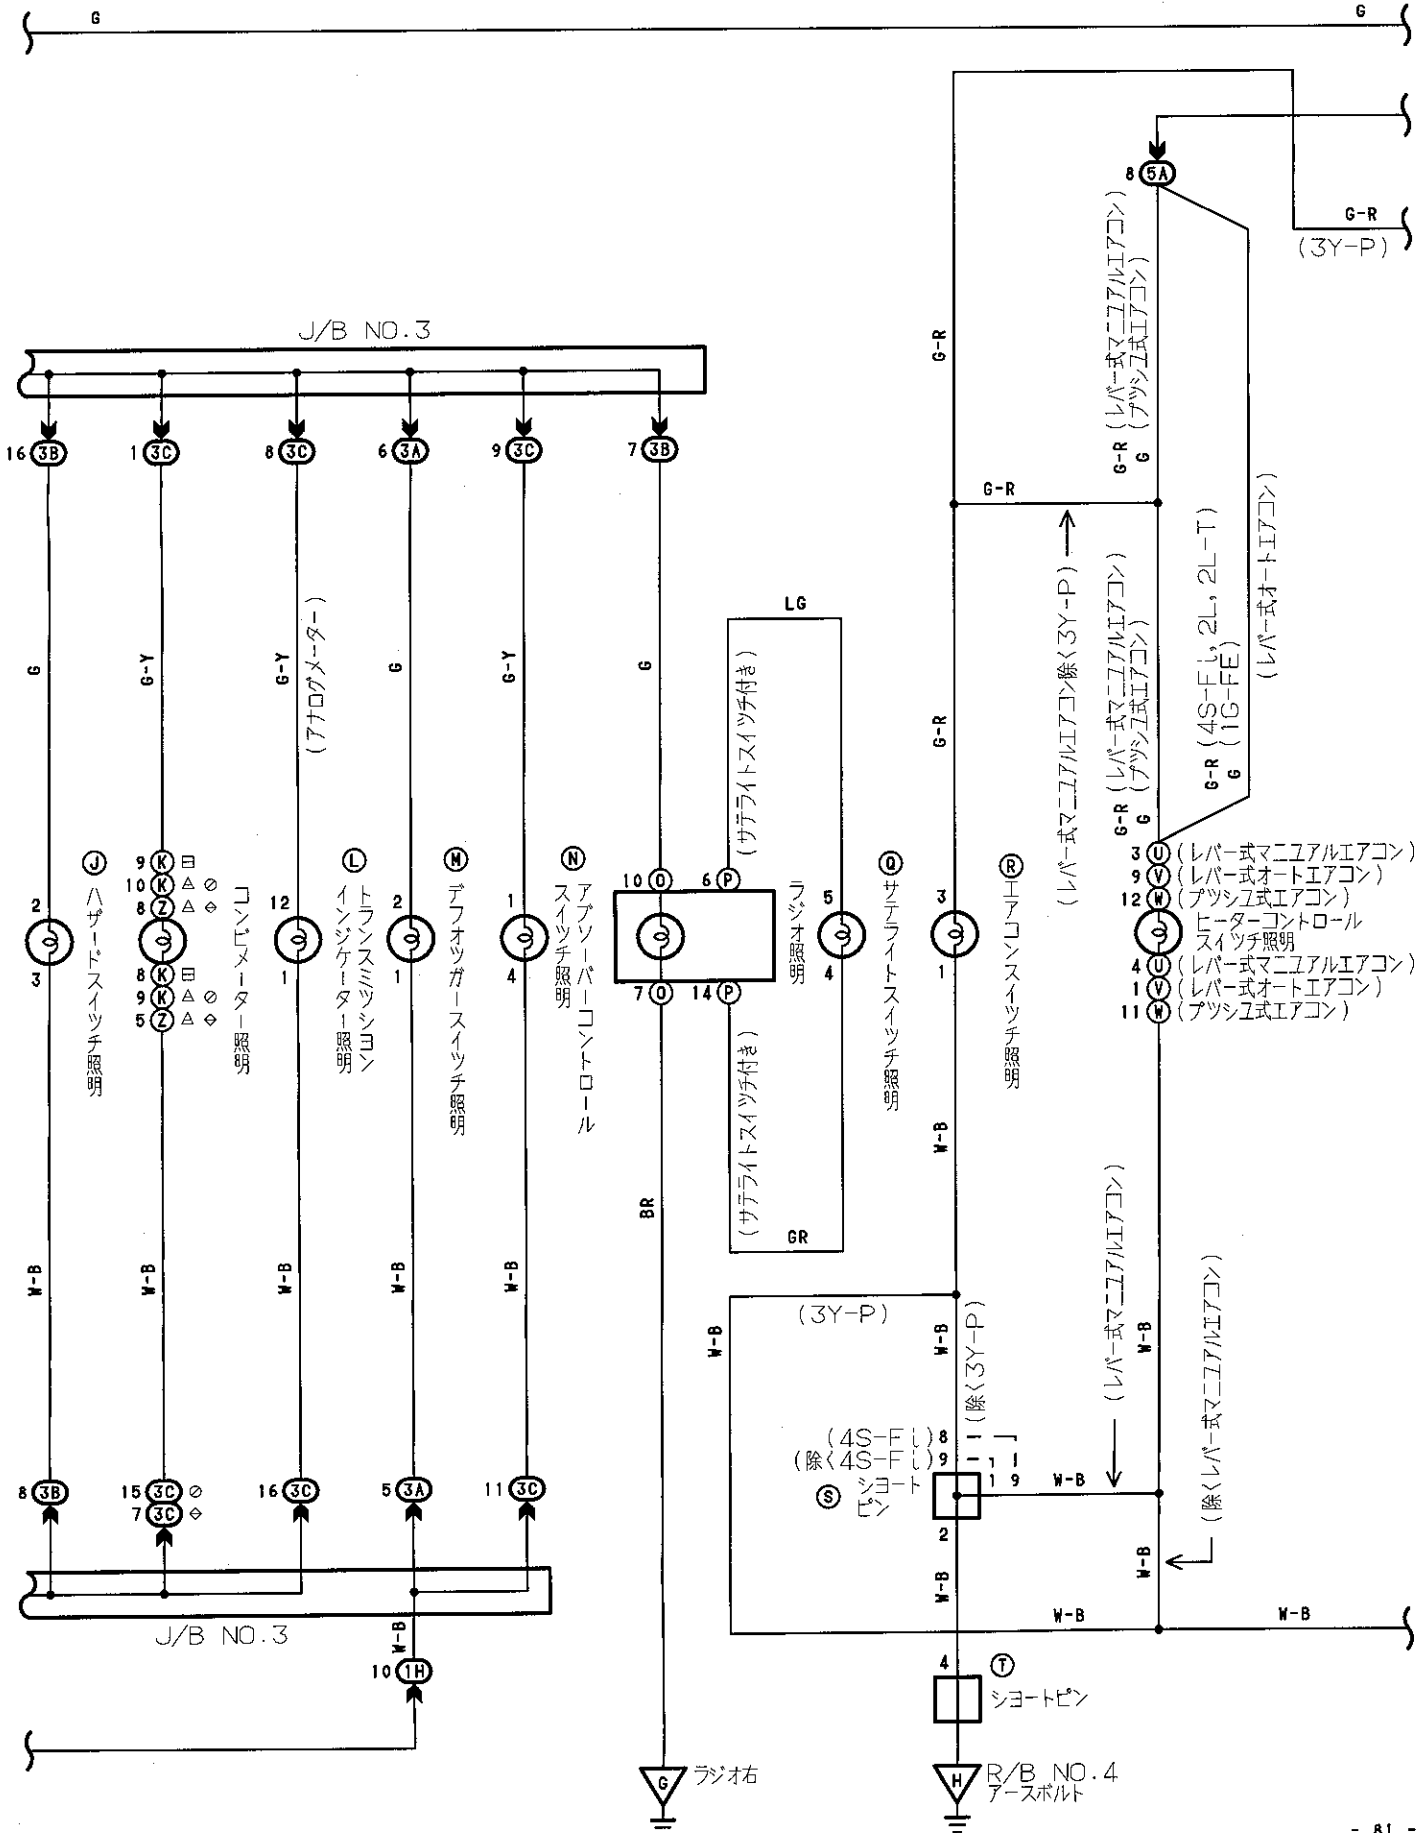 G
G
8 5A
G-R
(3Y-P)
(レバー式マニュアルエアコン)
(プッシュ式エアコン)
G-R
G
J/B NO.3
G-R
16 3B
1 3C
8 3C
6 3A
9 3C
7 3B
G-R
(レバー式マニュアルエアコン除く3Y-P)
(レバー式オートエアコン)
G-R (4S-Fi, 2L, 2L-T)
G (1G-FE)
LG
G
G-Y
G-Y
(アナログメーター)
G
G-Y
G
(サテライトスイッチ付き)
G-R
(レバー式マニュアルエアコン)
(プッシュ式エアコン)
G-R
G
3 U (レバー式マニュアルエアコン)
9 V (レバー式オートエアコン)
12 W (プッシュ式エアコン)
ヒーターコントロール
スイッチ照明
4 U (レバー式マニュアルエアコン)
1 V (レバー式オートエアコン)
11 W (プッシュ式エアコン)
2
3
J
ハザードスイッチ照明
9 K
10 K
8 Z
8 K
9 K
5 Z
コンビメーター照明
12
1
L
トランスミッション
インジケーター照明
2
1
M
デフォッガースイッチ照明
1
4
N
アブソーバーコントロール
スイッチ照明
10 O
6 P
7 O
14 P
ラジオ照明
5
4
Q
サテライトスイッチ照明
3
1
R
エアコンスイッチ照明
(サテライトスイッチ付き)
BR
GR
W-B
W-B
W-B
W-B
W-B
W-B
(3Y-P)
W-B
W-B
(除く3Y-P)
(レバー式マニュアルエアコン)
W-B
(除くレバー式マニュアルエアコン)
(4S-Fi) 8
(除く4S-Fi) 9
1 9
S
ショート
ピン
2
W-B
W-B
W-B
8 3B
15 3C
7 3C
16 3C
5 3A
11 3C
J/B NO.3
W-B
10 1H
W-B
W-B
4
T
ショートピン
G
ラジオ右
H
R/B NO.4
アースボルト
- 81 -